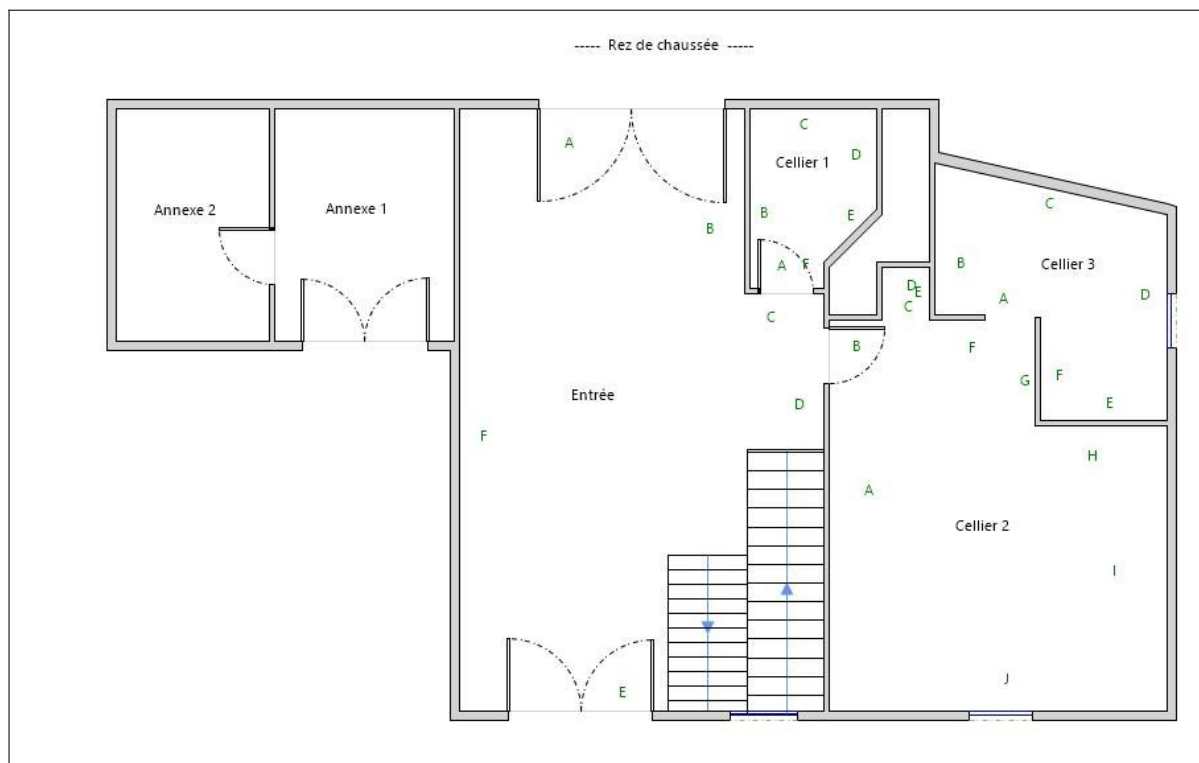 ----- Rez de chaussée -----
A
C
Cellier 1
D
Annexe 2
Annexe 1
B
B
E
C
A
F
B
Cellier 3
D
E
C
A
D
C
B
F
Entrée
D
G
F
E
F
H
A
Cellier 2
I
E
J